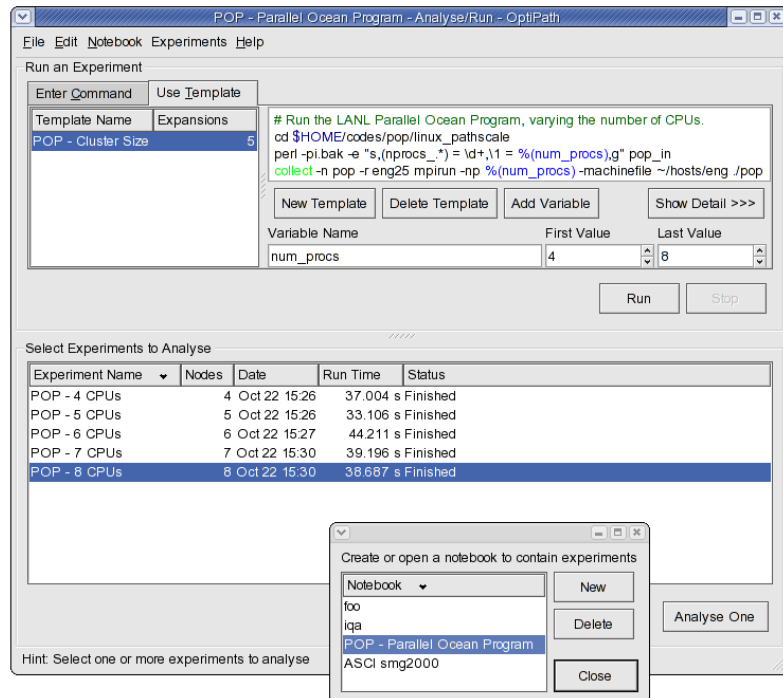 POP - Parallel Ocean Program - Analyse/Run - OptiPath
File Edit Notebook Experiments Help
Run an Experiment
Enter Command Use Template
Template Name Expansions
POP - Cluster Size 5
# Run the LANL Parallel Ocean Program, varying the number of CPUs.
cd $HOME/codes/pop/linux_pathscale
perl -pi.bak -e "s,(nprocs_.*) = \d+,\1 = %(num_procs),g" pop_in
collect -n pop -r eng25 mpirun -np %(num_procs) -machinefile ~/hosts/eng ./pop
New Template Delete Template Add Variable Show Detail >>>
Variable Name First Value Last Value
num_procs 4 8
Run Stop
Select Experiments to Analyse
Experiment Name Nodes Date Run Time Status
POP - 4 CPUs 4 Oct 22 15:26 37.004 s Finished
POP - 5 CPUs 5 Oct 22 15:26 33.106 s Finished
POP - 6 CPUs 6 Oct 22 15:27 44.211 s Finished
POP - 7 CPUs 7 Oct 22 15:30 39.196 s Finished
POP - 8 CPUs 8 Oct 22 15:30 38.687 s Finished
Create or open a notebook to contain experiments
Notebook New
foo
iqa
Delete
POP - Parallel Ocean Program
ASCI smg2000
Close
Analyse One
Hint: Select one or more experiments to analyse